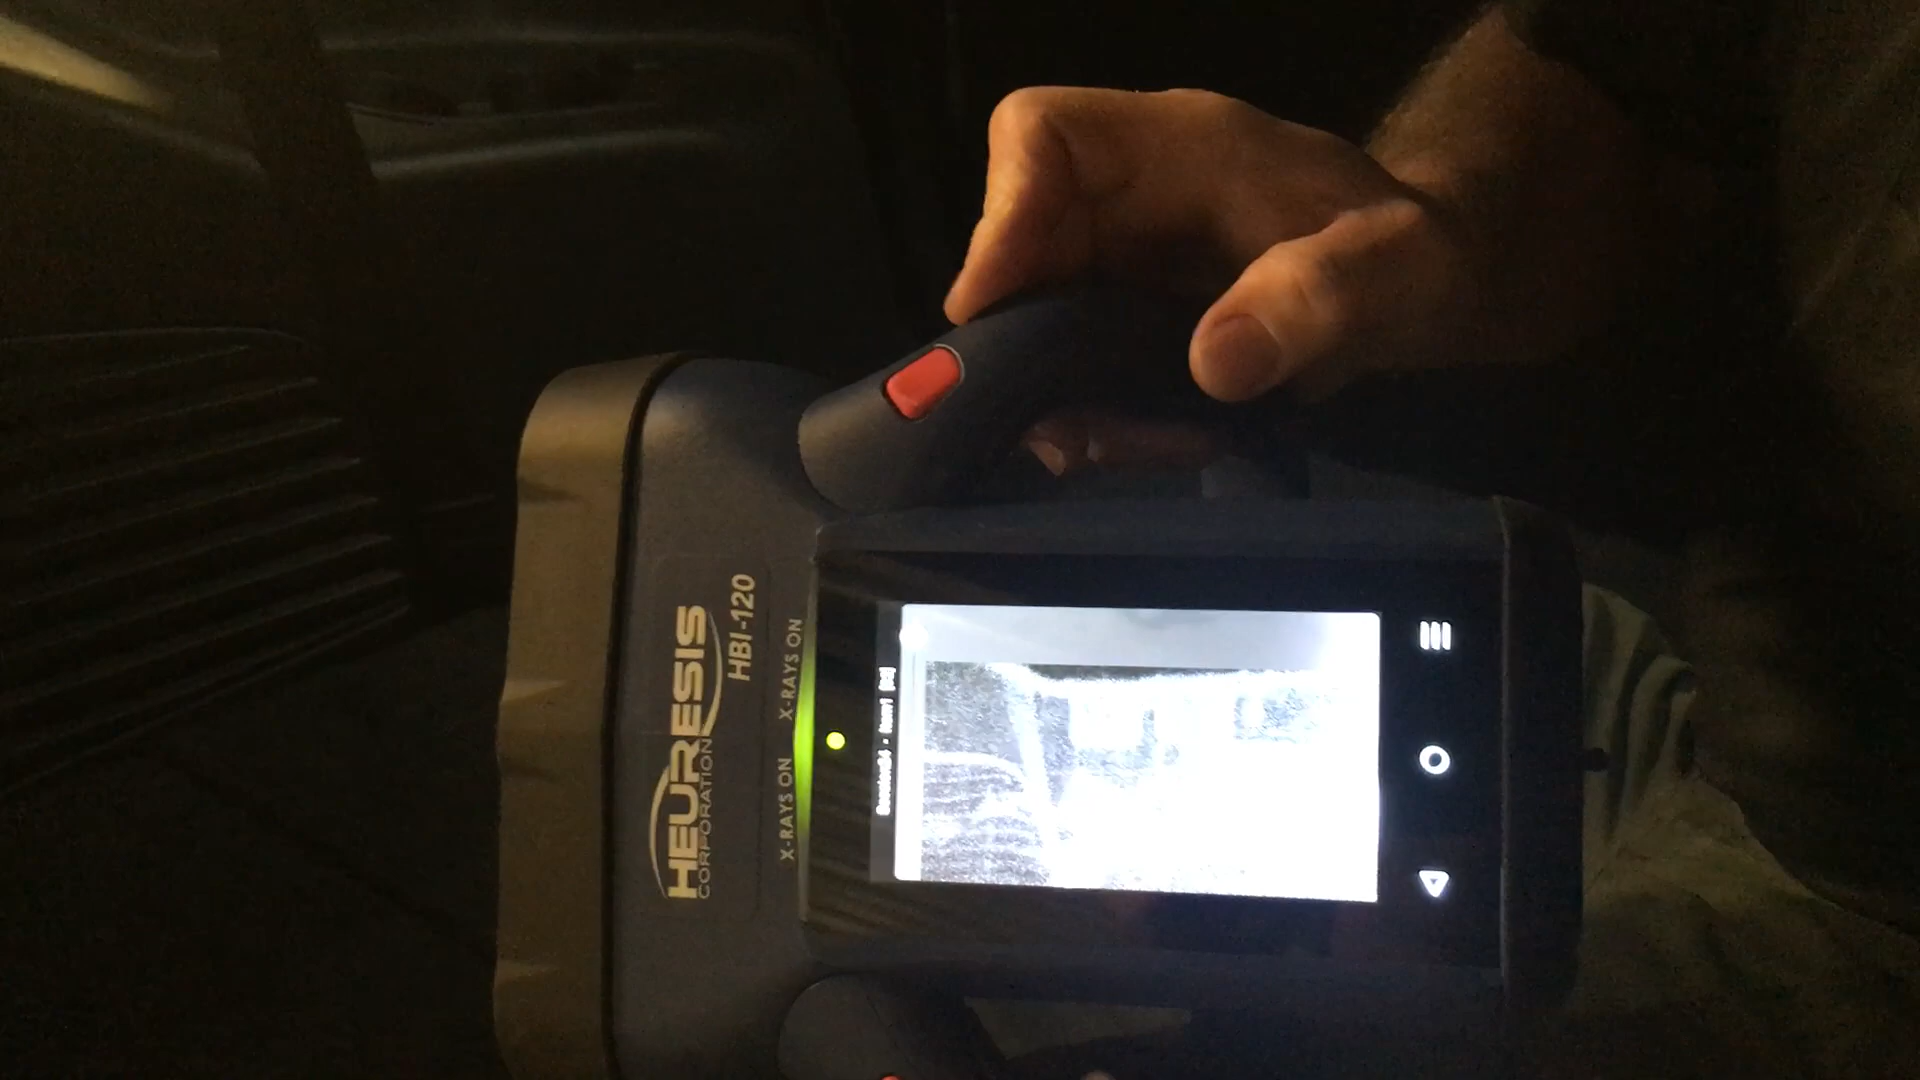 HEURESIS
CORPORATION
HBI-120
X-RAYS ON X-RAYS ON